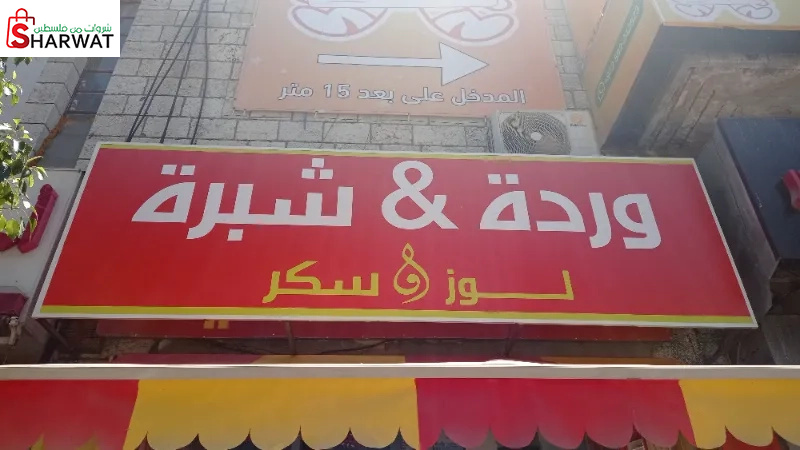 شروات من فلسطين
SHARWAT
المدخل على بعد 15 متر
وردة & شبرة
لوز و سكر